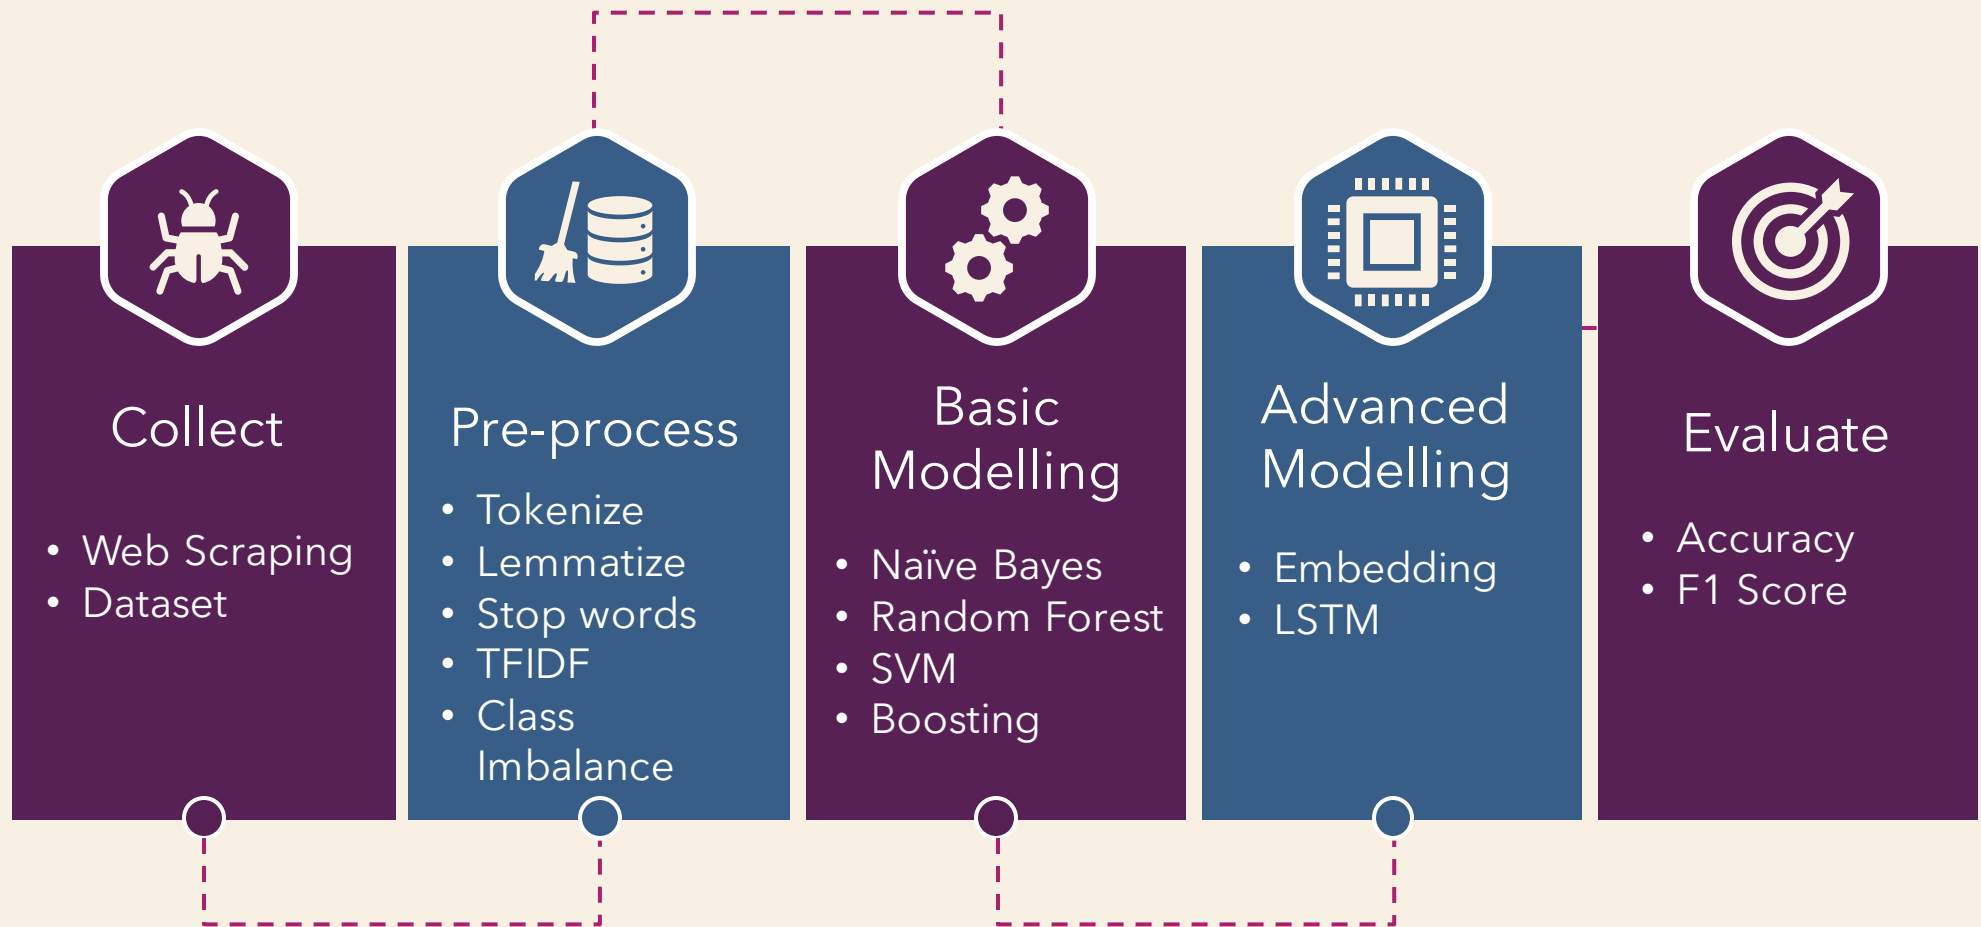 Collect
• Web Scraping
• Dataset
Pre-process
• Tokenize
• Lemmatize
• Stop words
• TFIDF
• Class
Imbalance
Basic
Modelling
• Naïve Bayes
• Random Forest
• SVM
• Boosting
Advanced
Modelling
• Embedding
• LSTM
Evaluate
• Accuracy
• F1 Score